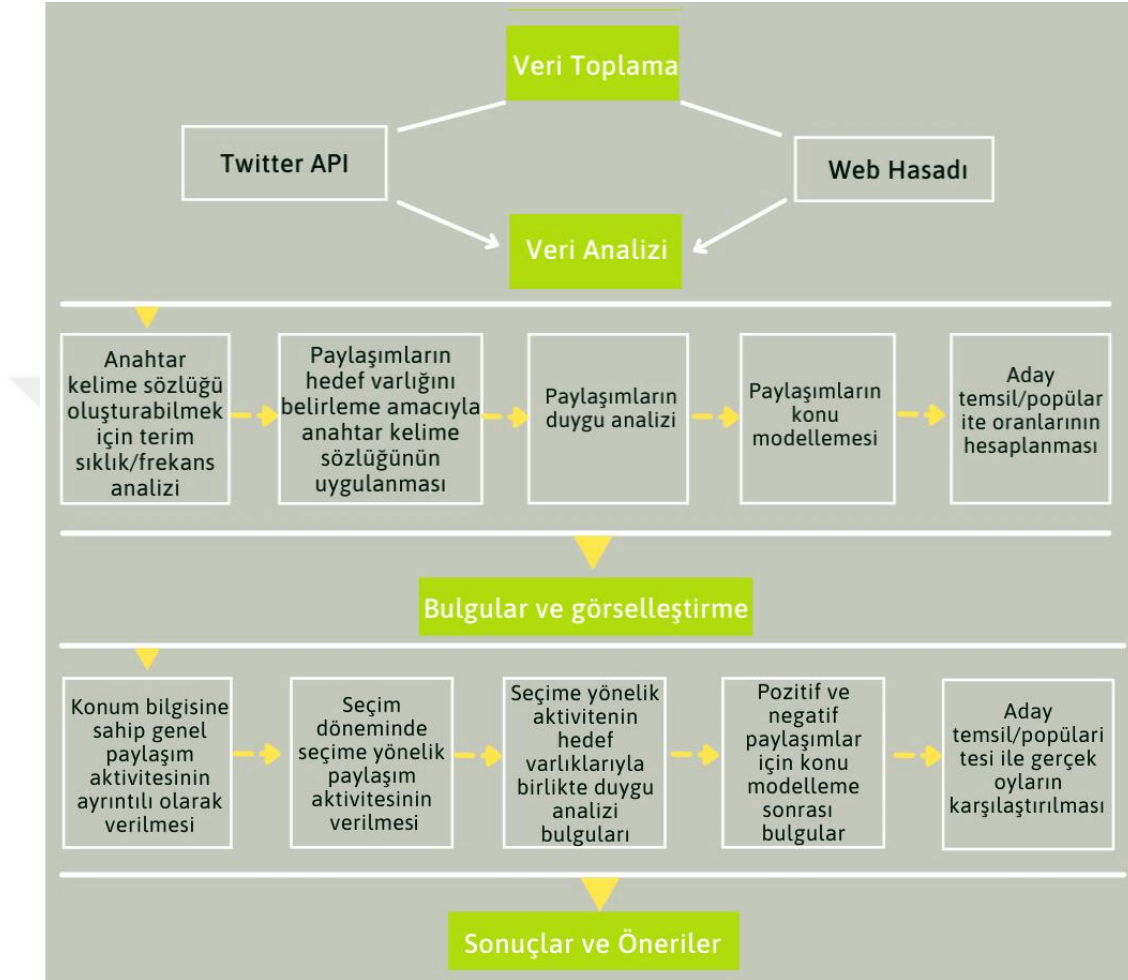 Veri Toplama
Twitter API
Web Hasadı
Veri Analizi
Anahtar
kelime sözlüğü
oluşturabilmek
için terim
sıklık/frekans
analizi
Paylaşımların
hedef varlığını
belirleme amacıyla
anahtar kelime
sözlüğünün
uygulanması
Paylaşımların
duygu analizi
Paylaşımların
konu
modellemesi
Aday
temsil/popülar
ite oranlarının
hesaplanması
Bulgular ve görselleştirme
Konum bilgisine
sahip genel
paylaşım
aktivitesinin
ayrıntılı olarak
verilmesi
Seçim
döneminde
seçime yönelik
paylaşım
aktivitesinin
verilmesi
Seçime yönelik
aktivitenin
hedef
varlıklarıyla
birlikte duygu
analizi
bulguları
Pozitif ve
negatif
paylaşımlar
için konu
modelleme
sonrası
bulgular
Aday
temsil/popülari
tesi ile gerçek
oyların
karşılaştırılması
Sonuçlar ve Öneriler